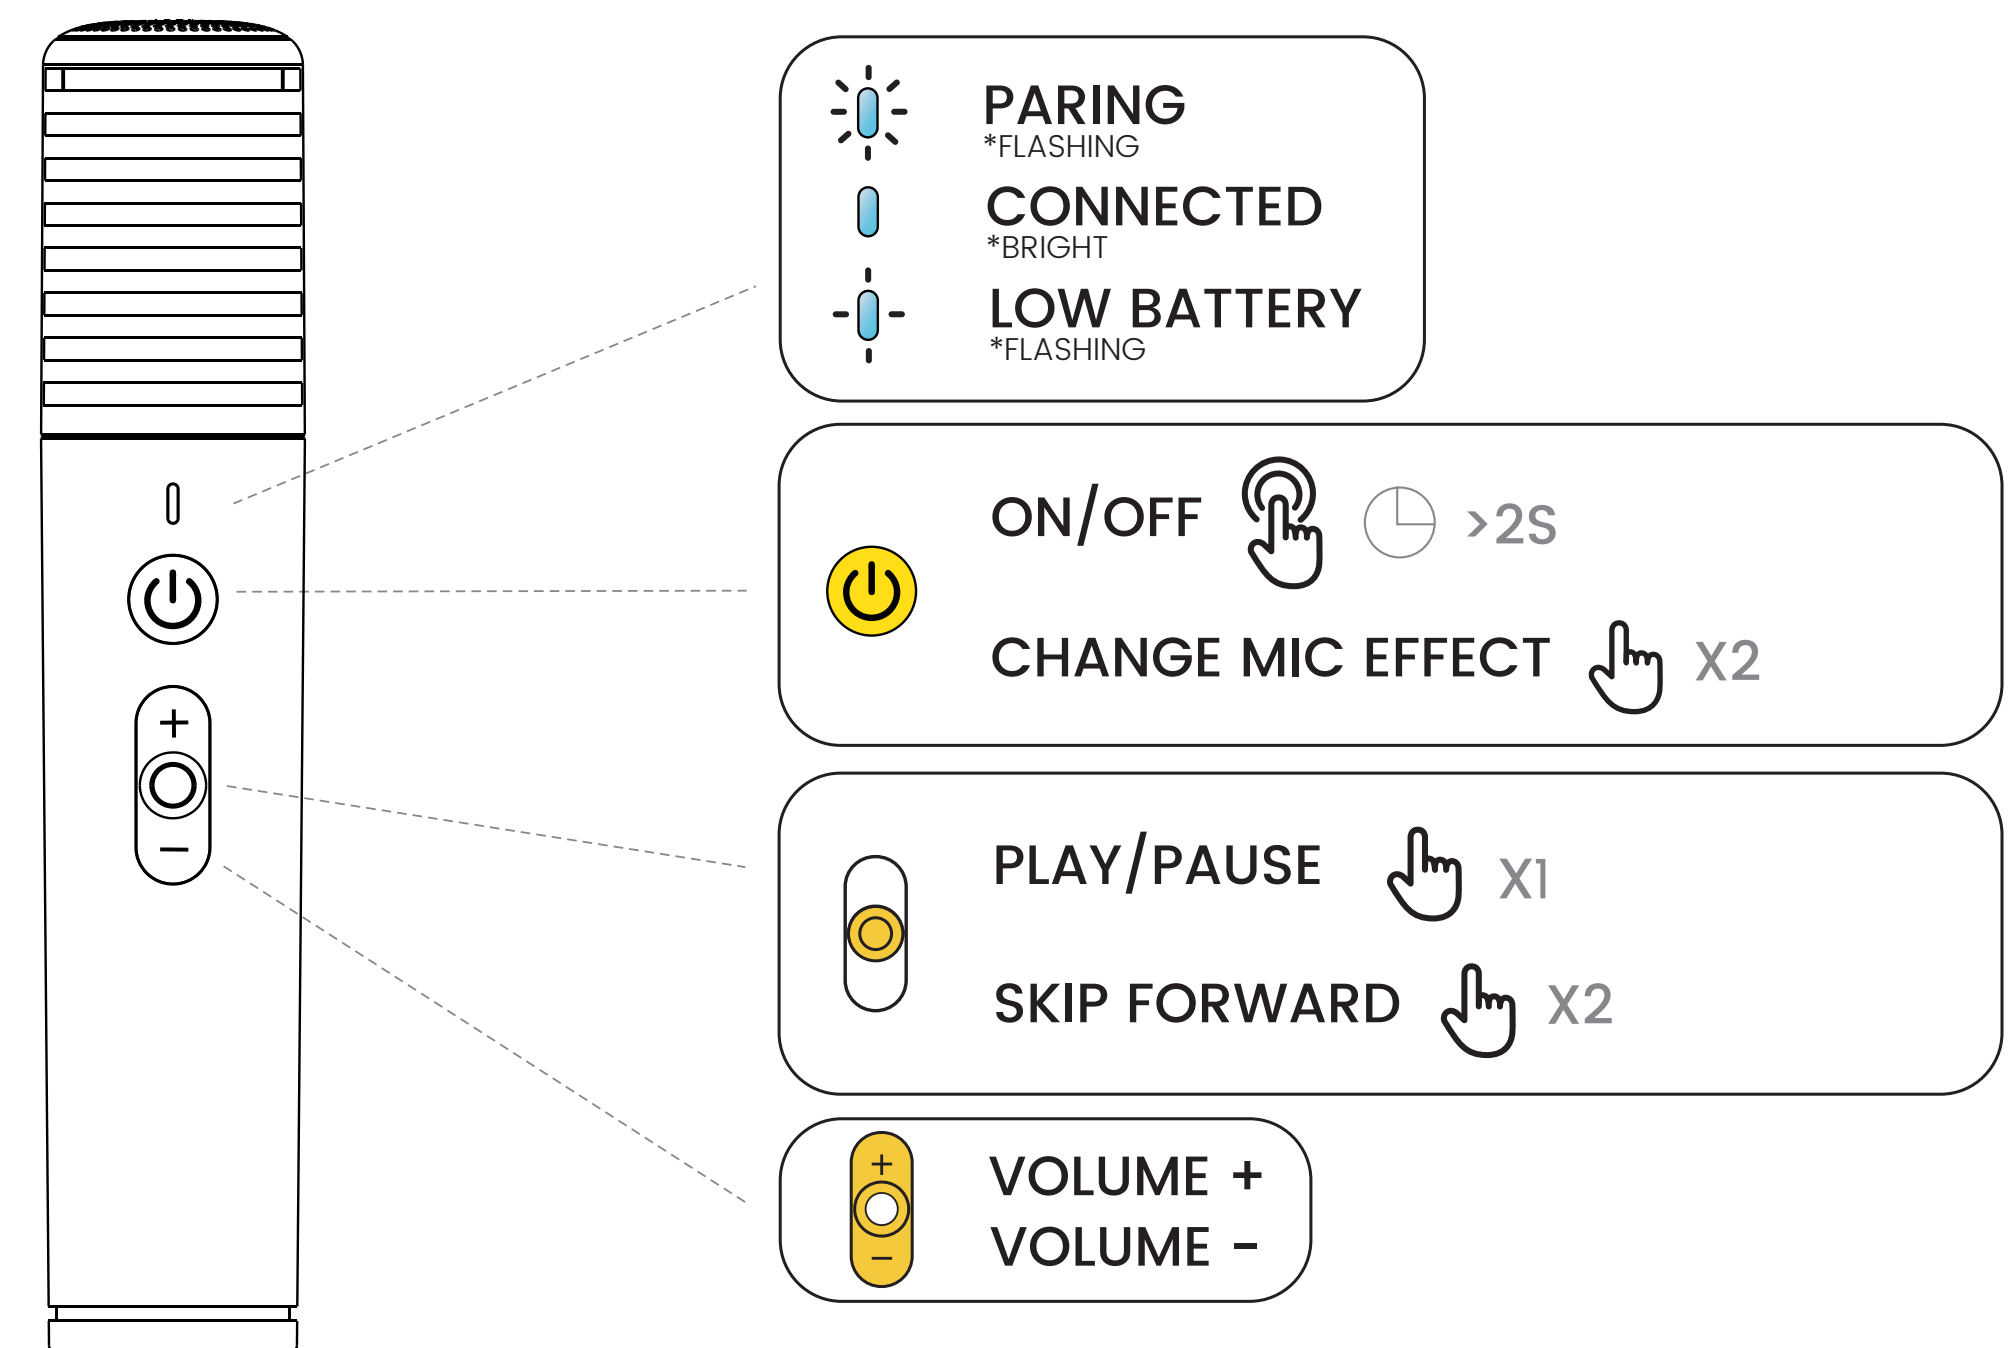 PARING
*FLASHING
CONNECTED
*BRIGHT
LOW BATTERY
*FLASHING
ON/OFF >2S
CHANGE MIC EFFECT X2
PLAY/PAUSE X1
SKIP FORWARD X2
VOLUME +
VOLUME -
+
-
+
-